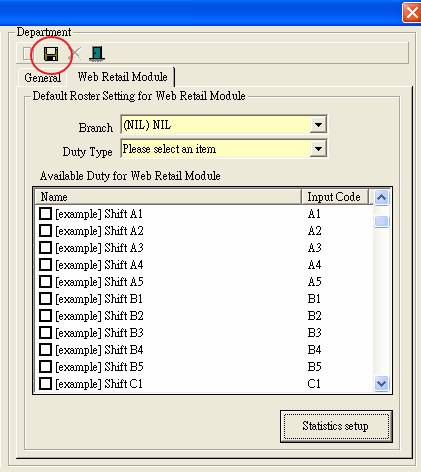 Department
General Web Retail Module
Default Roster Setting for Web Retail Module
Branch (NIL) NIL
Duty Type Please select an item
Available Duty for Web Retail Module
Name Input Code
[example] Shift A1 A1
[example] Shift A2 A2
[example] Shift A3 A3
[example] Shift A4 A4
[example] Shift A5 A5
[example] Shift B1 B1
[example] Shift B2 B2
[example] Shift B3 B3
[example] Shift B4 B4
[example] Shift B5 B5
[example] Shift C1 C1
Statistics setup